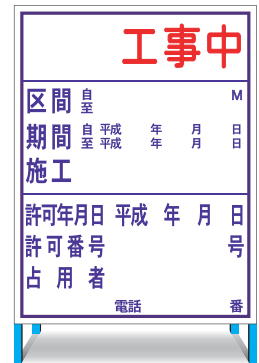 工事中
区間 自 至 M
期間 自 平成 年 月 日
至 平成 年 月 日
施工
許可年月日 平成 年 月 日
許可番号 号
占用者
電話 番